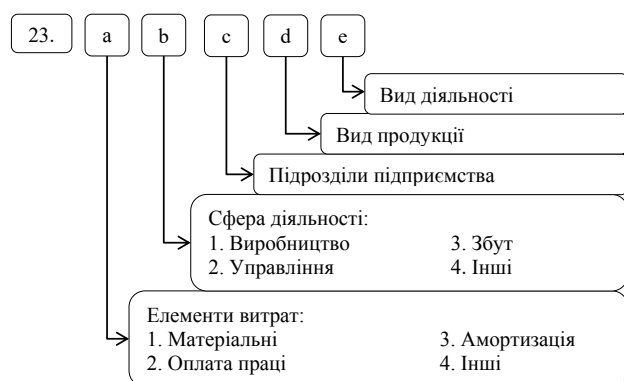 23. a b c d e
Вид діяльності
Вид продукції
Підрозділи підприємства
Сфера діяльності:
1. Виробництво 3. Збут
2. Управління 4. Інші
Елементи витрат:
1. Матеріальні 3. Амортизація
2. Оплата праці 4. Інші